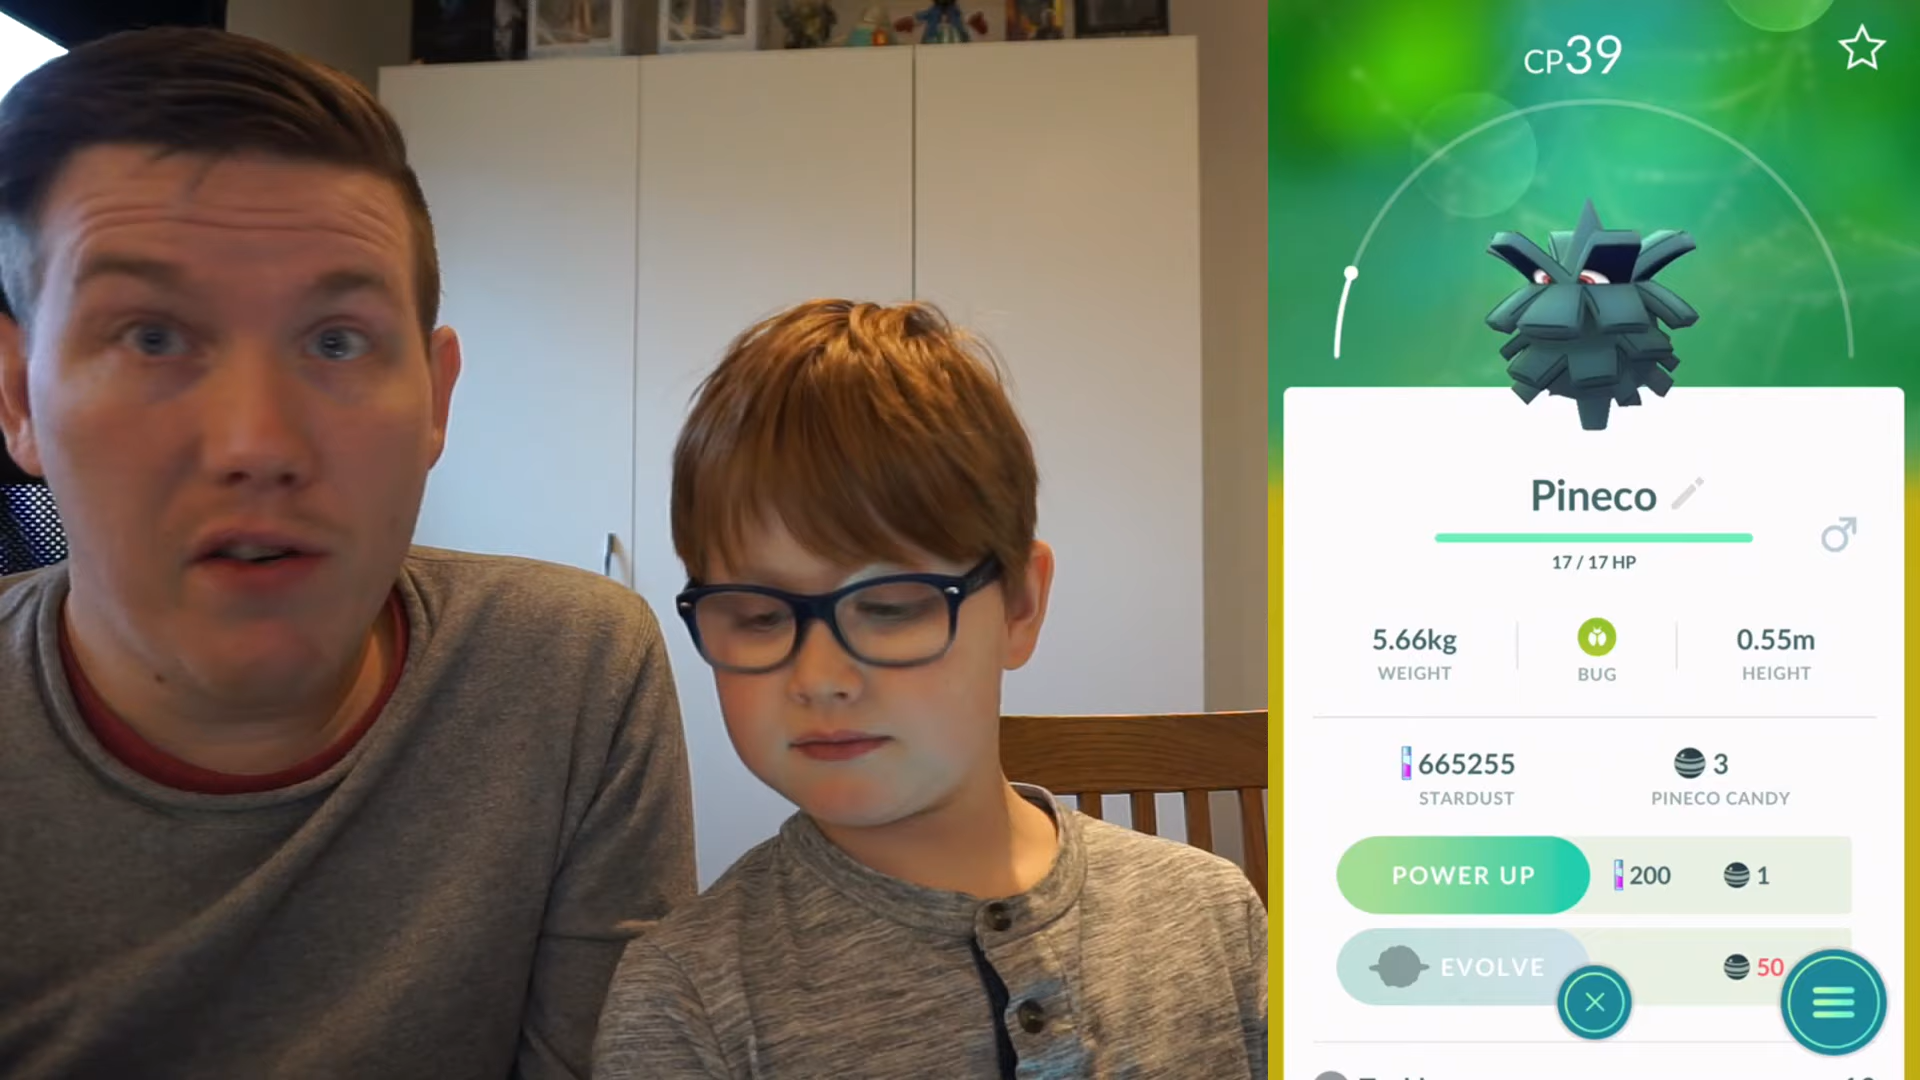 CP39
Pineco
17 / 17 HP
5.66kg
WEIGHT
BUG
0.55m
HEIGHT
665255
STARDUST
3
PINECO CANDY
POWER UP
200
1
EVOLVE
50